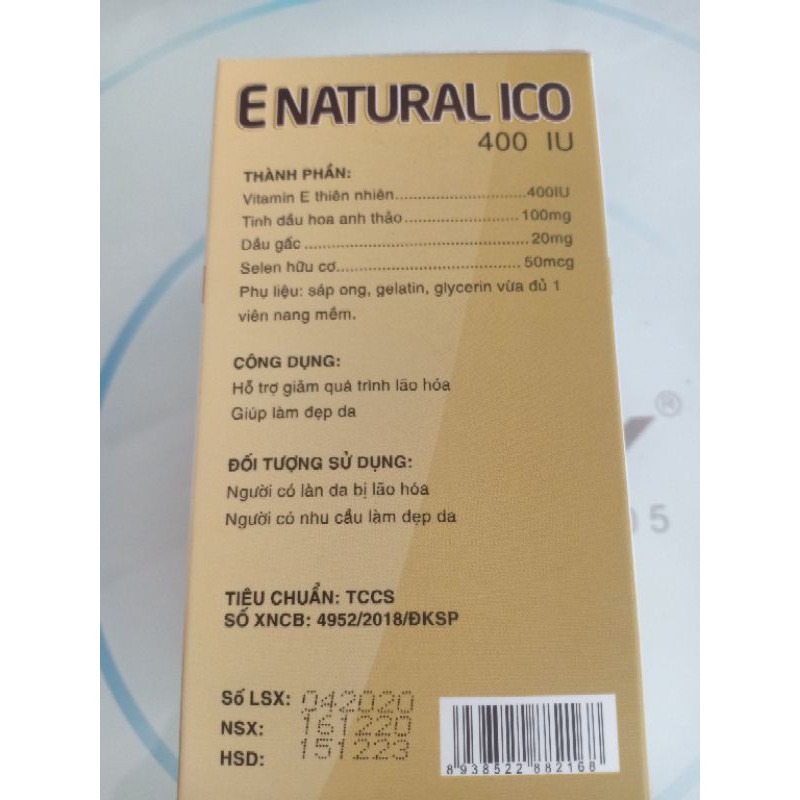 E NATURAL ICO
400 IU
THÀNH PHẦN:
Vitamin E thiên nhiên....................400IU
Tinh dầu hoa anh thảo.................100mg
Dầu gấc.......................................20mg
Selen hữu cơ................................50mcg
Phụ liệu: sáp ong, gelatin, glycerin vừa đủ 1
viên nang mềm.
CÔNG DỤNG:
Hỗ trợ giảm quá trình lão hóa
Giúp làm đẹp da
ĐỐI TƯỢNG SỬ DỤNG:
Người có làn da bị lão hóa
Người có nhu cầu làm đẹp da
TIÊU CHUẨN: TCCS
SỐ XNCB: 4952/2018/ĐKSP
Số LSX: 042020
NSX: 161220
HSD: 151223
8 938522 882168
®
05